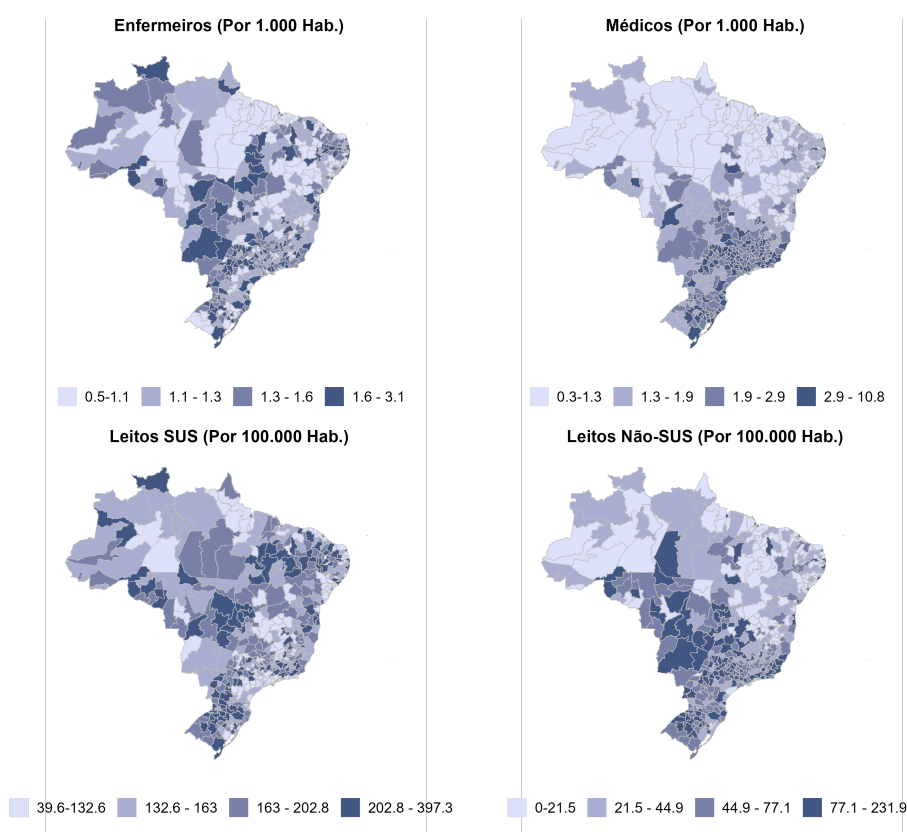 Enfermeiros (Por 1.000 Hab.)
Médicos (Por 1.000 Hab.)
0.5-1.1 1.1 - 1.3 1.3 - 1.6 1.6 - 3.1
0.3-1.3 1.3 - 1.9 1.9 - 2.9 2.9 - 10.8
Leitos SUS (Por 100.000 Hab.)
Leitos Não-SUS (Por 100.000 Hab.)
39.6-132.6 132.6 - 163 163 - 202.8 202.8 - 397.3
0-21.5 21.5 - 44.9 44.9 - 77.1 77.1 - 231.9